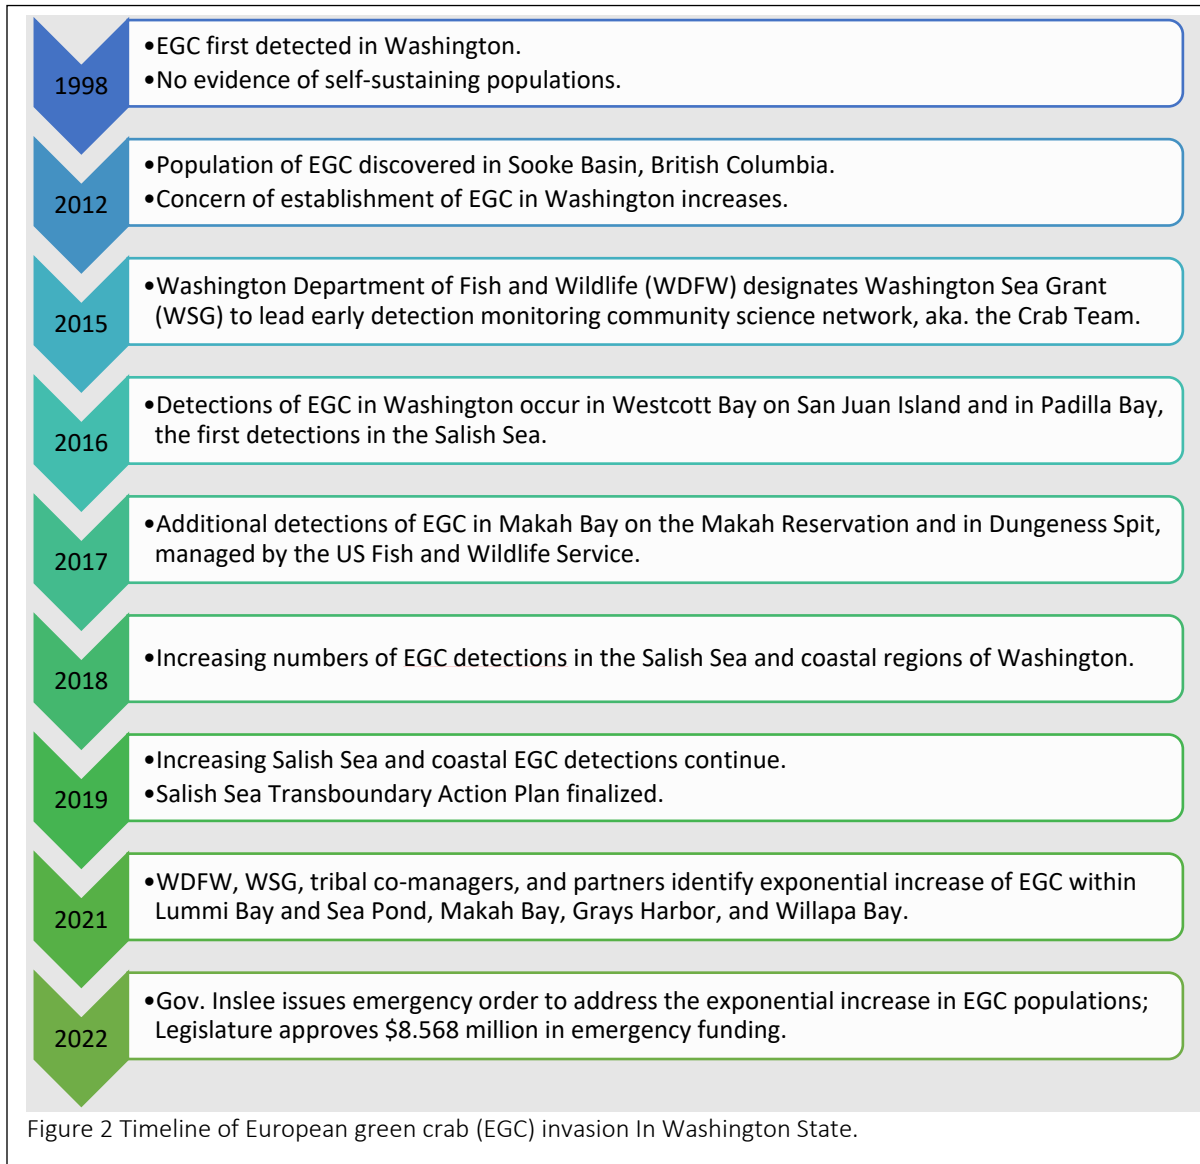 1998
•EGC first detected in Washington.
•No evidence of self-sustaining populations.
2012
•Population of EGC discovered in Sooke Basin, British Columbia.
•Concern of establishment of EGC in Washington increases.
2015
•Washington Department of Fish and Wildlife (WDFW) designates Washington Sea Grant
(WSG) to lead early detection monitoring community science network, aka. the Crab Team.
2016
•Detections of EGC in Washington occur in Westcott Bay on San Juan Island and in Padilla Bay,
the first detections in the Salish Sea.
2017
•Additional detections of EGC in Makah Bay on the Makah Reservation and in Dungeness Spit,
managed by the US Fish and Wildlife Service.
2018
•Increasing numbers of EGC detections in the Salish Sea and coastal regions of Washington.
2019
•Increasing Salish Sea and coastal EGC detections continue.
•Salish Sea Transboundary Action Plan finalized.
2021
•WDFW, WSG, tribal co-managers, and partners identify exponential increase of EGC within
Lummi Bay and Sea Pond, Makah Bay, Grays Harbor, and Willapa Bay.
2022
•Gov. Inslee issues emergency order to address the exponential increase in EGC populations;
Legislature approves $8.568 million in emergency funding.
Figure 2 Timeline of European green crab (EGC) invasion In Washington State.